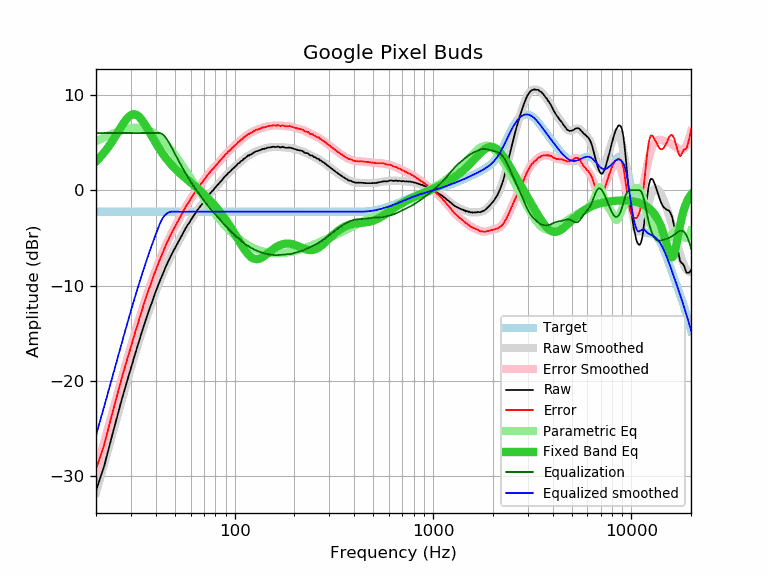 Google Pixel Buds
Amplitude (dBr)
10
0
−10
−20
−30
100
1000
10000
Frequency (Hz)
Target
Raw Smoothed
Error Smoothed
Raw
Error
Parametric Eq
Fixed Band Eq
Equalization
Equalized smoothed